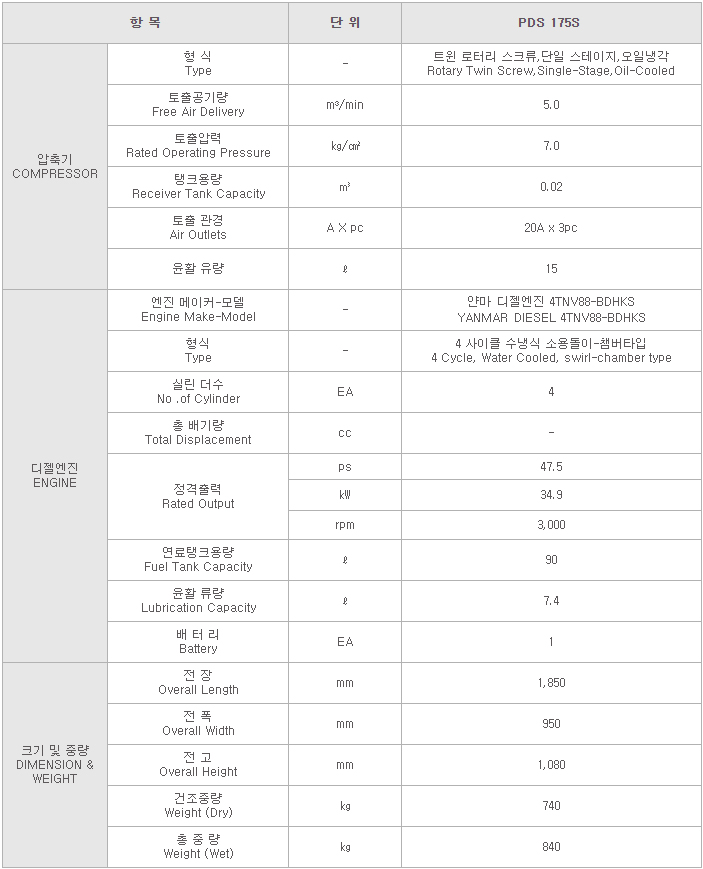 항 목
단 위
PDS 175S
압축기
COMPRESSOR
형 식
Type
-
트윈 로터리 스크류,단일 스테이지,오일냉각
Rotary Twin Screw,Single-Stage,Oil-Cooled
토출공기량
Free Air Delivery
m³/min
5.0
토출압력
Rated Operating Pressure
㎏/㎠
7.0
탱크용량
Receiver Tank Capacity
㎥
0.02
토출 관경
Air Outlets
A X pc
20A x 3pc
윤활 유량
ℓ
15
디젤엔진
ENGINE
엔진 메이커-모델
Engine Make-Model
-
얀마 디젤엔진 4TNV88-BDHKS
YANMAR DIESEL 4TNV88-BDHKS
형식
Type
-
4 사이클 수냉식 소용돌이-챔버타입
4 Cycle, Water Cooled, swirl-chamber type
실린 더수
No .of Cylinder
EA
4
총 배기량
Total Displacement
cc
-
정격출력
Rated Output
ps
47.5
㎾
34.9
rpm
3,000
연료탱크용량
Fuel Tank Capacity
ℓ
90
윤활 류량
Lubrication Capacity
ℓ
7.4
배 터 리
Battery
EA
1
크기 및 중량
DIMENSION &
WEIGHT
전 장
Overall Length
mm
1,850
전 폭
Overall Width
mm
950
전 고
Overall Height
mm
1,080
건조중량
Weight (Dry)
㎏
740
총 중 량
Weight (Wet)
㎏
840